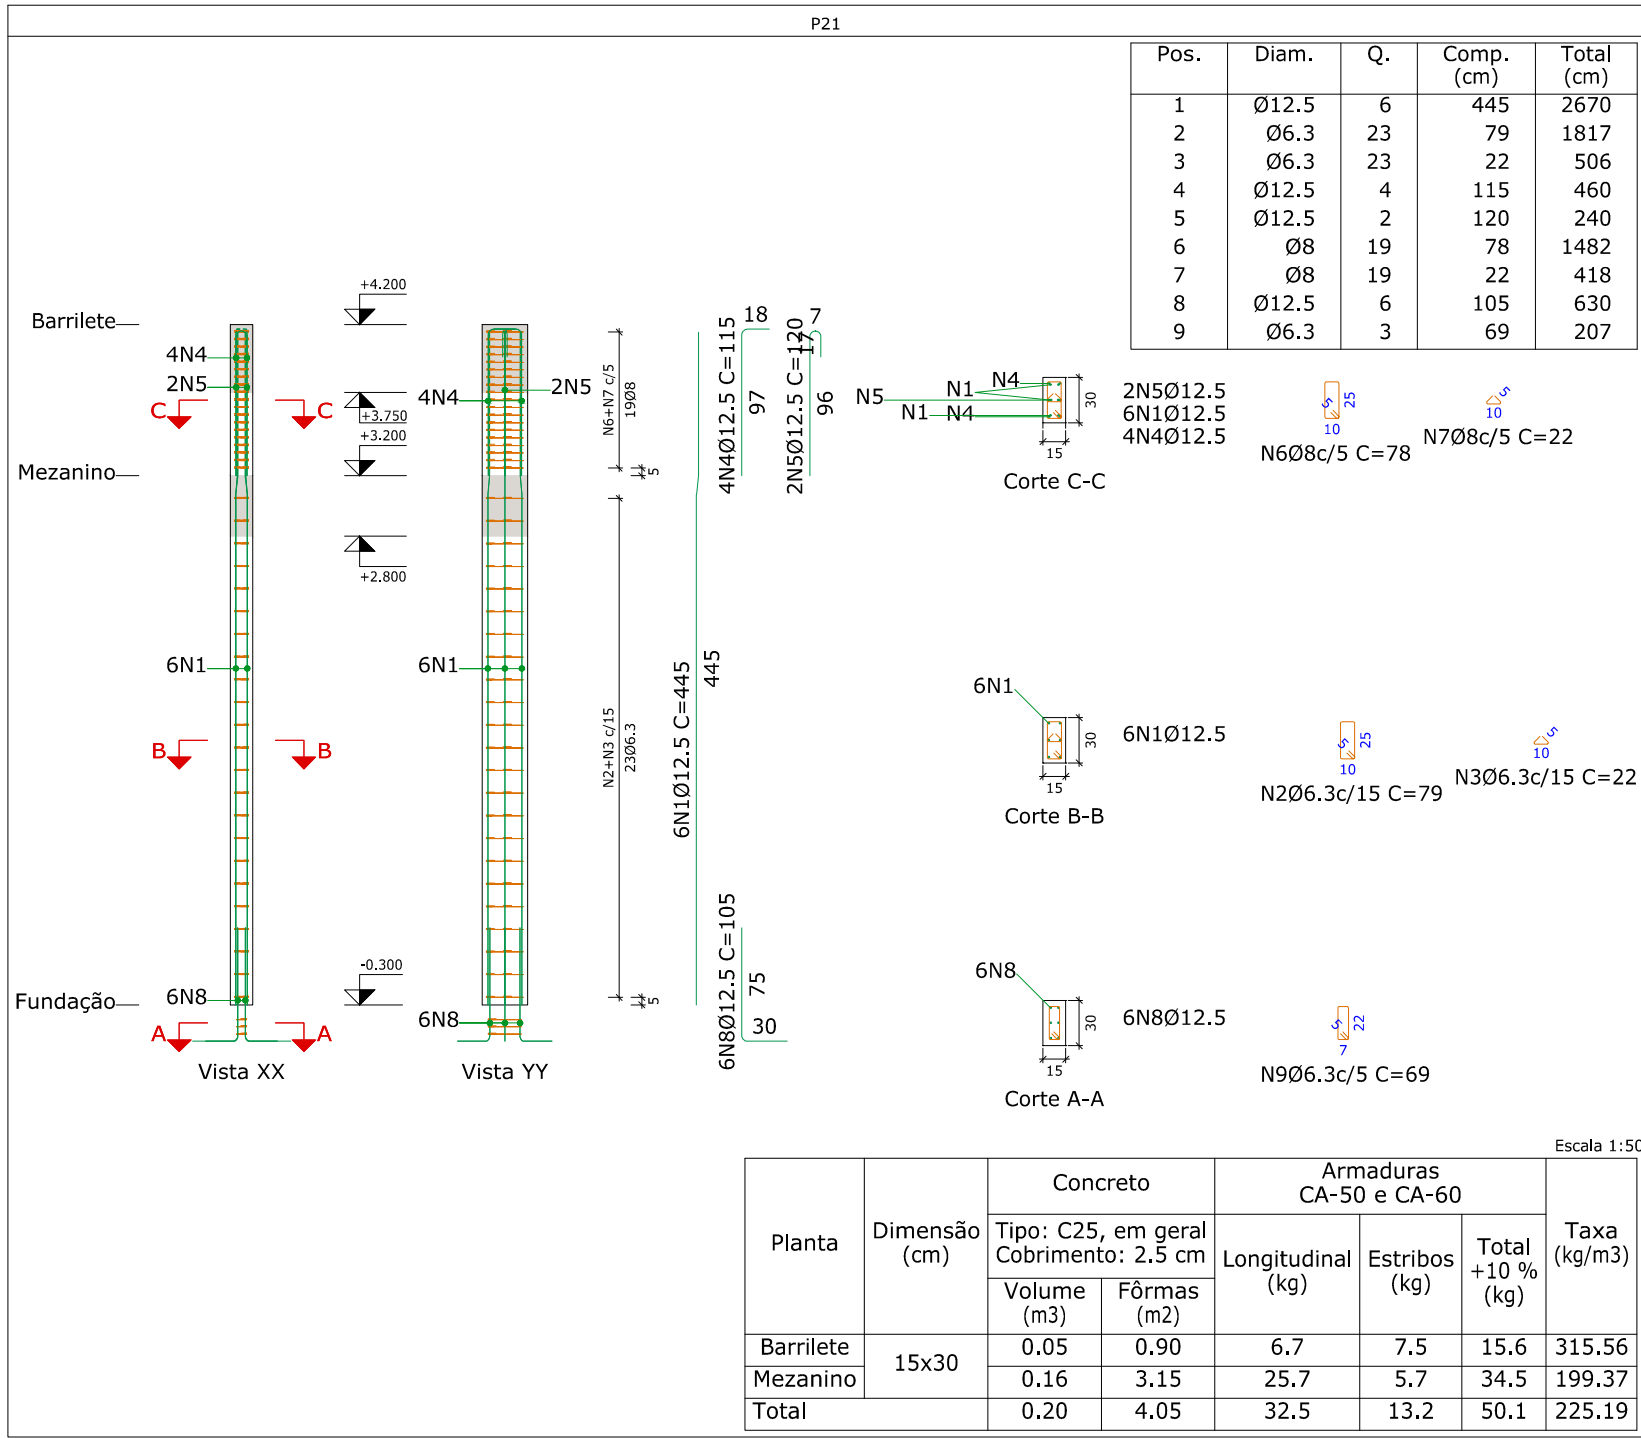 P21
Pos. Diam. Q. Comp. (cm) Total (cm)
1 Ø12.5 6 445 2670
2 Ø6.3 23 79 1817
3 Ø6.3 23 22 506
4 Ø12.5 4 115 460
5 Ø12.5 2 120 240
6 Ø8 19 78 1482
7 Ø8 19 22 418
8 Ø12.5 6 105 630
9 Ø6.3 3 69 207
Barrilete
Mezanino
Fundação
4N4
2N5
C C
6N1
B B
6N8
A A
Vista XX
+4.200
+3.750
+3.200
+2.800
-0.300
4N4
2N5
6N1
6N8
Vista YY
N6+N7 c/5
19Ø8
5
N2+N3 c/15
23Ø6.3
5
6N1Ø12.5 C=445
445
4N4Ø12.5 C=115
18
97
2N5Ø12.5 C=120
7
17
96
6N8Ø12.5 C=105
75
30
N5
N1
N4
N1
N4
30
15
Corte C-C
2N5Ø12.5
6N1Ø12.5
4N4Ø12.5
5
25
10
N6Ø8c/5 C=78
5
10
N7Ø8c/5 C=22
6N1
30
15
Corte B-B
6N1Ø12.5
5
25
10
N2Ø6.3c/15 C=79
5
10
N3Ø6.3c/15 C=22
6N8
30
15
Corte A-A
6N8Ø12.5
5
22
7
N9Ø6.3c/5 C=69
Escala 1:50
Planta
Dimensão
(cm)
Concreto
Tipo: C25, em geral
Cobrimento: 2.5 cm
Volume
(m3)
Fôrmas
(m2)
Armaduras
CA-50 e CA-60
Longitudinal
(kg)
Estribos
(kg)
Total
+10 %
(kg)
Taxa
(kg/m3)
Barrilete 15x30 0.05 0.90 6.7 7.5 15.6 315.56
Mezanino 0.16 3.15 25.7 5.7 34.5 199.37
Total 0.20 4.05 32.5 13.2 50.1 225.19